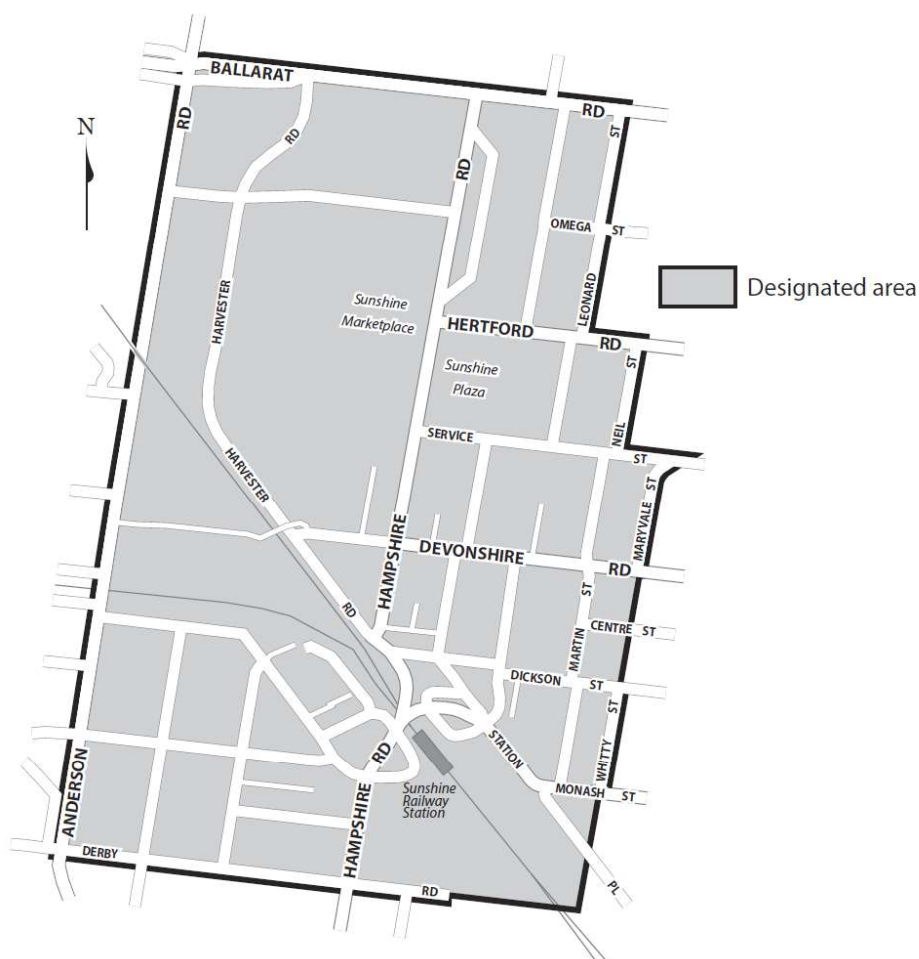 BALLARAT
RD
RD
RD
RD
ST
N
OMEGA ST
HARVESTER
LEONARD
Sunshine
Marketplace
Designated area
HERTFORD
RD
ST
Sunshine
Plaza
SERVICE
NEIL
ST
HARVESTER
ST
MARYVALE
HAMPSHIRE
DEVONSHIRE
RD
ST
RD
CENTRE ST
MARTIN
DICKSON
ST
ST
STATION
RD
WHITTY
ANDERSON
MONASH ST
Sunshine
Railway
Station
HAMPSHIRE
DERBY
RD
PL